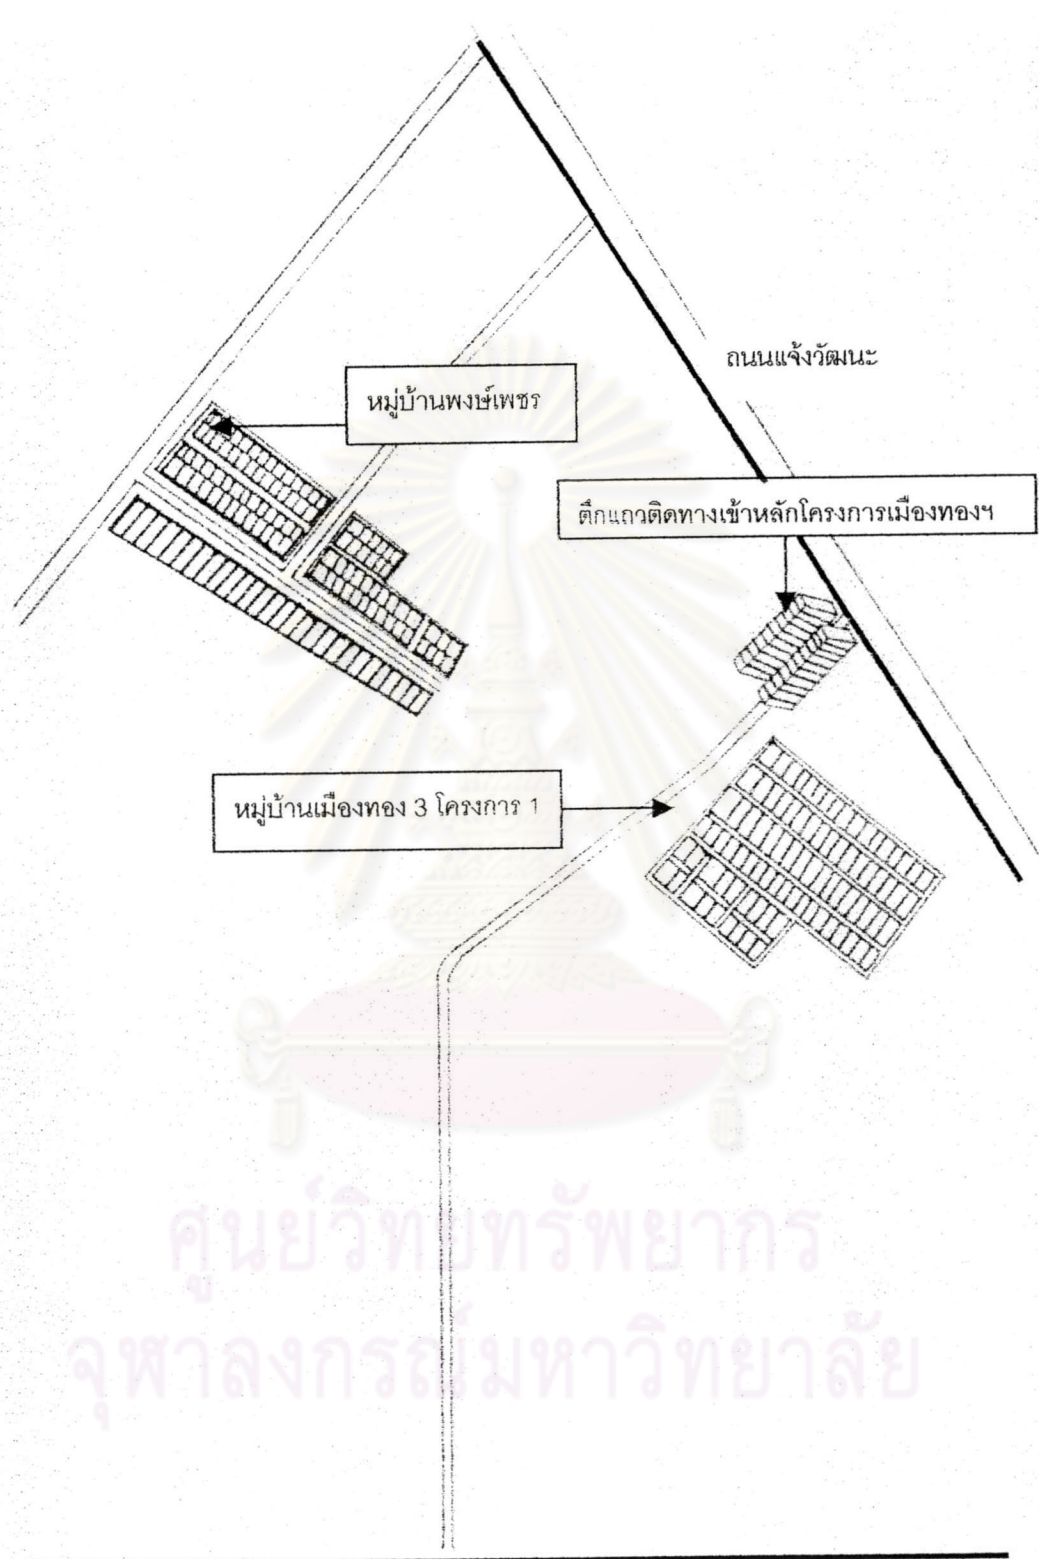 ถนนแจ้งวัฒนะ
หมู่บ้านพงษ์เพชร
ตึกแถวติดทางเข้าหลักโครงการเมืองทองฯ
หมู่บ้านเมืองทอง 3 โครงการ 1
ศูนย์วิทยทรัพยากร
จุฬาลงกรณ์มหาวิทยาลัย